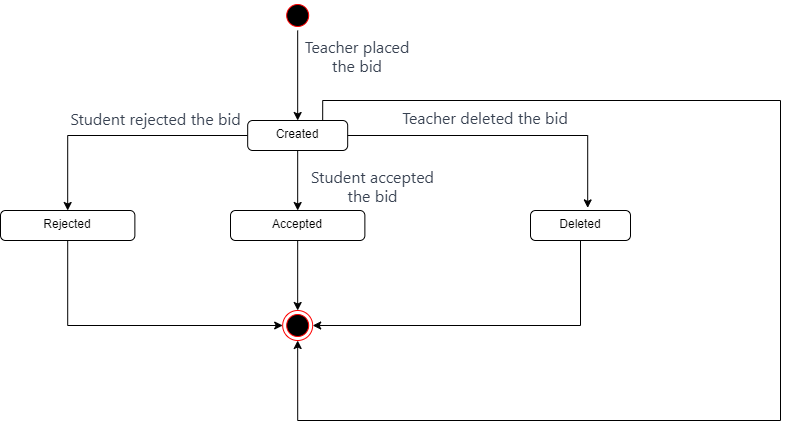 Teacher placed
the bid
Student rejected the bid
Created
Teacher deleted the bid
Student accepted
the bid
Rejected
Accepted
Deleted